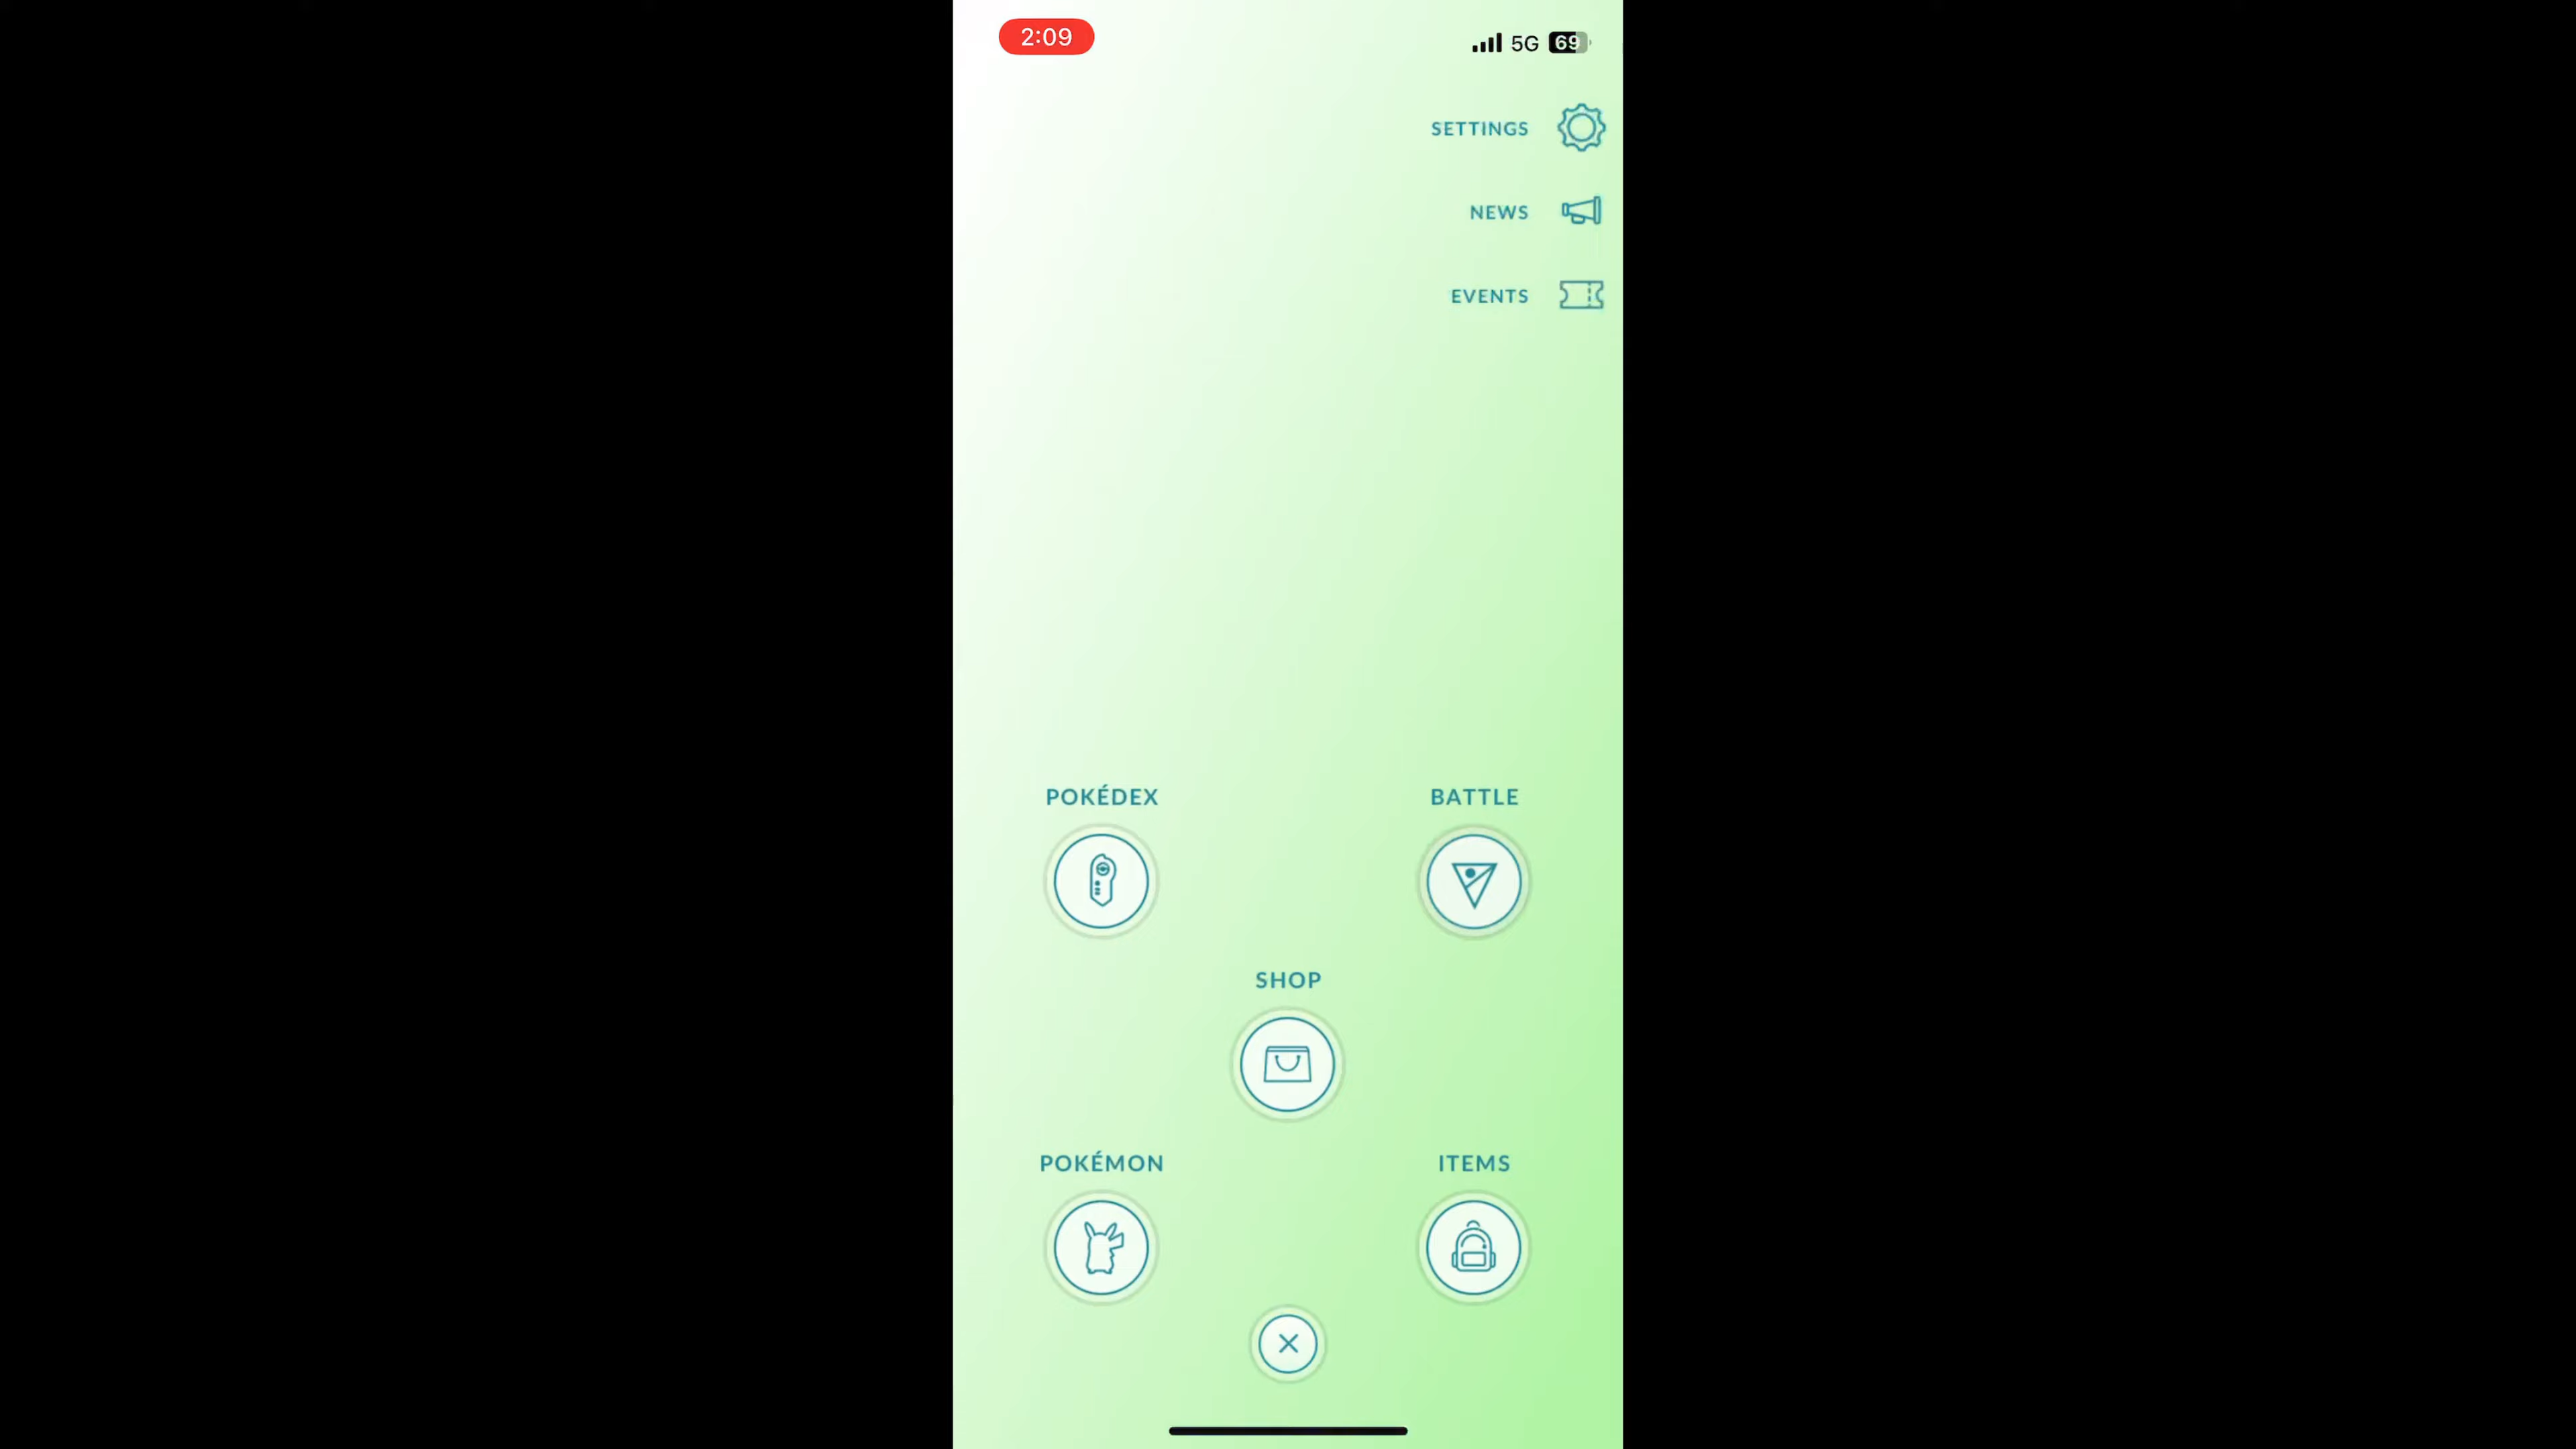 2:09
5G 69
SETTINGS
NEWS
EVENTS
POKÉDEX
BATTLE
SHOP
POKÉMON
ITEMS